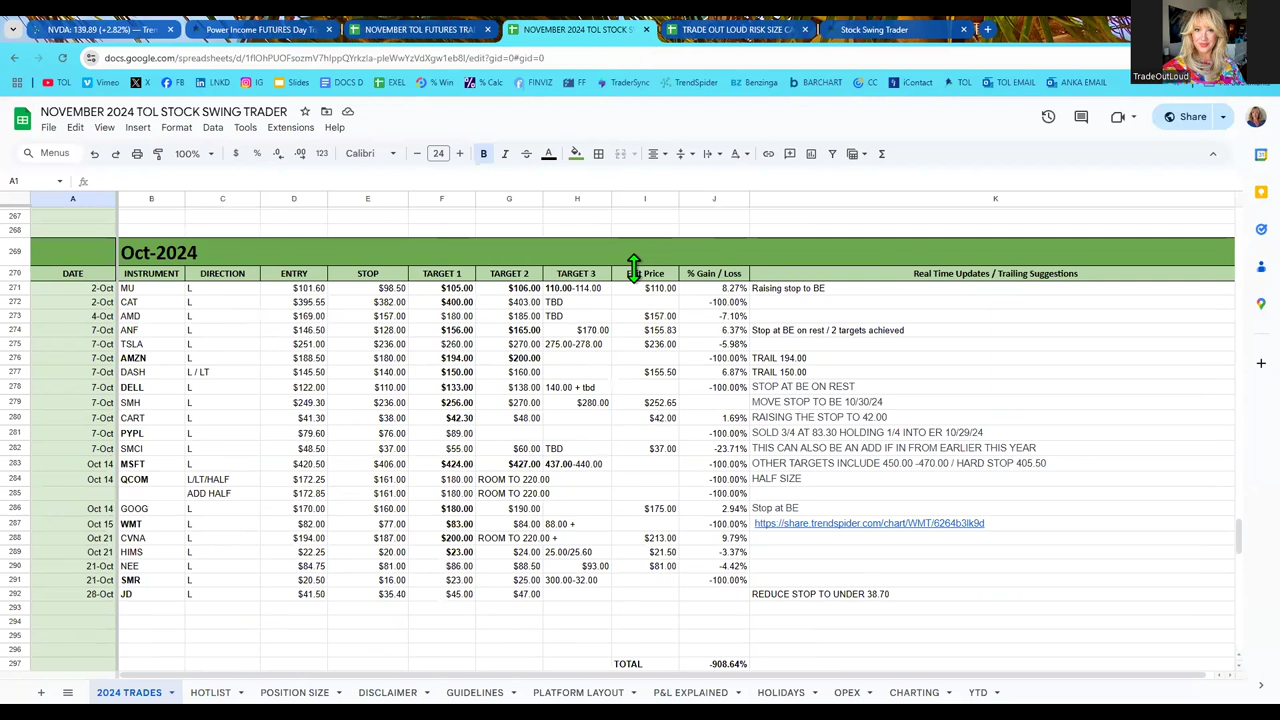 NVDA: 139.89 (+2.82%) — Tren
Power Income FUTURES Day To
NOVEMBER TOL FUTURES TRA
NOVEMBER 2024 TOL STOCK S
TRADE OUT LOUD RISK SIZE CA
Stock Swing Trader
TOL Vimeo X FB LNKD IG Slides DOCS D EXEL CNBC FINVIZ FF TraderSync TrendSpider Benzinga BARCHART CC iContact TOL TOL EMAIL ANKA EMAIL
TradeOutLoud
NOVEMBER 2024 TOL STOCK SWING TRADER
File Edit View Insert Format Data Tools Extensions Help
Share
Menus 100% $ % .0 .00 123 Calibri 24 B I A
A1 fx
A B C D E F G H I J K
267
268
269 Oct-2024
270 DATE INSTRUMENT DIRECTION ENTRY STOP TARGET 1 TARGET 2 TARGET 3 Price % Gain / Loss Real Time Updates / Trailing Suggestions
271 2-Oct MU L $101.60 $98.50 $105.00 $106.00 110.00-114.00 $110.00 8.27% Raising stop to BE
272 2-Oct CAT L $395.55 $382.00 $400.00 $403.00 TBD -100.00%
273 4-Oct AMD L $169.00 $157.00 $180.00 $185.00 TBD $157.00 -7.10%
274 7-Oct ANF L $146.50 $128.00 $156.00 $165.00 $170.00 $155.83 6.37% Stop at BE on rest / 2 targets achieved
275 7-Oct TSLA L $251.00 $236.00 $260.00 $270.00 275.00-278.00 $236.00 -5.98%
276 7-Oct AMZN L $188.50 $180.00 $194.00 $200.00 -100.00% TRAIL 194.00
277 7-Oct DASH L / LT $145.50 $140.00 $150.00 $160.00 $155.50 6.87% TRAIL 150.00
278 7-Oct DELL L $122.00 $110.00 $133.00 $138.00 140.00 + tbd -100.00% STOP AT BE ON REST
279 7-Oct SMH L $249.30 $236.00 $256.00 $270.00 $280.00 $252.65 MOVE STOP TO BE 10/30/24
280 7-Oct CART L $41.30 $38.00 $42.30 $48.00 $42.00 1.69% RAISING THE STOP TO 42.00
281 7-Oct PYPL L $79.60 $76.00 $89.00 -100.00% SOLD 3/4 AT 83.30 HOLDING 1/4 INTO ER 10/29/24
282 7-Oct SMCI L $48.50 $37.00 $55.00 $60.00 TBD $37.00 -23.71% THIS CAN ALSO BE AN ADD IF IN FROM EARLIER THIS YEAR
283 Oct 14 MSFT L $420.50 $406.00 $424.00 $427.00 437.00-440.00 -100.00% OTHER TARGETS INCLUDE 450.00 -470.00 / HARD STOP 405.50
284 Oct 14 QCOM L/LT/HALF $172.25 $161.00 $180.00 ROOM TO 220.00 -100.00% HALF SIZE
285 ADD HALF $172.85 $161.00 $180.00 ROOM TO 220.00 -100.00%
286 Oct 14 GOOG L $170.00 $160.00 $180.00 $190.00 $175.00 2.94% Stop at BE
287 Oct 15 WMT L $82.00 $77.00 $83.00 $84.00 88.00 + -100.00% https://share.trendspider.com/chart/WMT/6264b3lk9d
288 Oct 21 CVNA L $194.00 $187.00 $200.00 ROOM TO 220.00 + $213.00 9.79%
289 Oct 21 HIMS L $22.25 $20.00 $23.00 $24.00 25.00/25.60 $21.50 -3.37%
290 21-Oct NEE L $84.75 $81.00 $86.00 $88.50 $93.00 $81.00 -4.42%
291 21-Oct SMR L $20.50 $16.00 $23.00 $25.00 300.00-32.00 -100.00%
292 28-Oct JD L $41.50 $35.40 $45.00 $47.00 REDUCE STOP TO UNDER 38.70
293
294
295
296
297 TOTAL -908.64%
2024 TRADES HOTLIST POSITION SIZE DISCLAIMER GUIDELINES PLATFORM LAYOUT P&L EXPLAINED HOLIDAYS OPEX CHARTING YTD